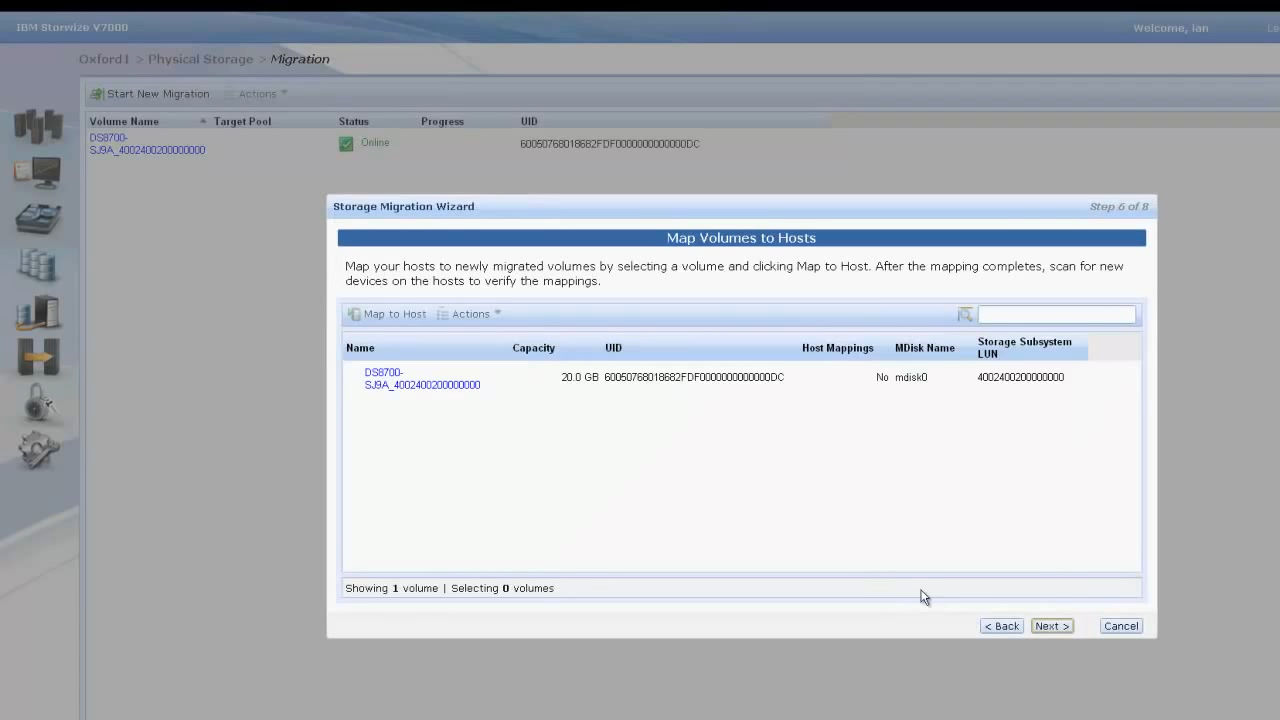 IBM Storwize V7000
Welcome, ian
Le
Oxford1 > Physical Storage > Migration
Start New Migration Actions
Volume Name Target Pool Status Progress UID
DS8700-
SJ9A_4002400200000000
Online
60050768018682FDF0000000000000DC
Storage Migration Wizard
Step 6 of 8
Map Volumes to Hosts
Map your hosts to newly migrated volumes by selecting a volume and clicking Map to Host. After the mapping completes, scan for new
devices on the hosts to verify the mappings.
Map to Host Actions
Name Capacity UID Host Mappings MDisk Name Storage Subsystem
LUN
DS8700-
SJ9A_4002400200000000
20.0 GB 60050768018682FDF0000000000000DC No mdisk0 4002400200000000
Showing 1 volume | Selecting 0 volumes
< Back Next > Cancel